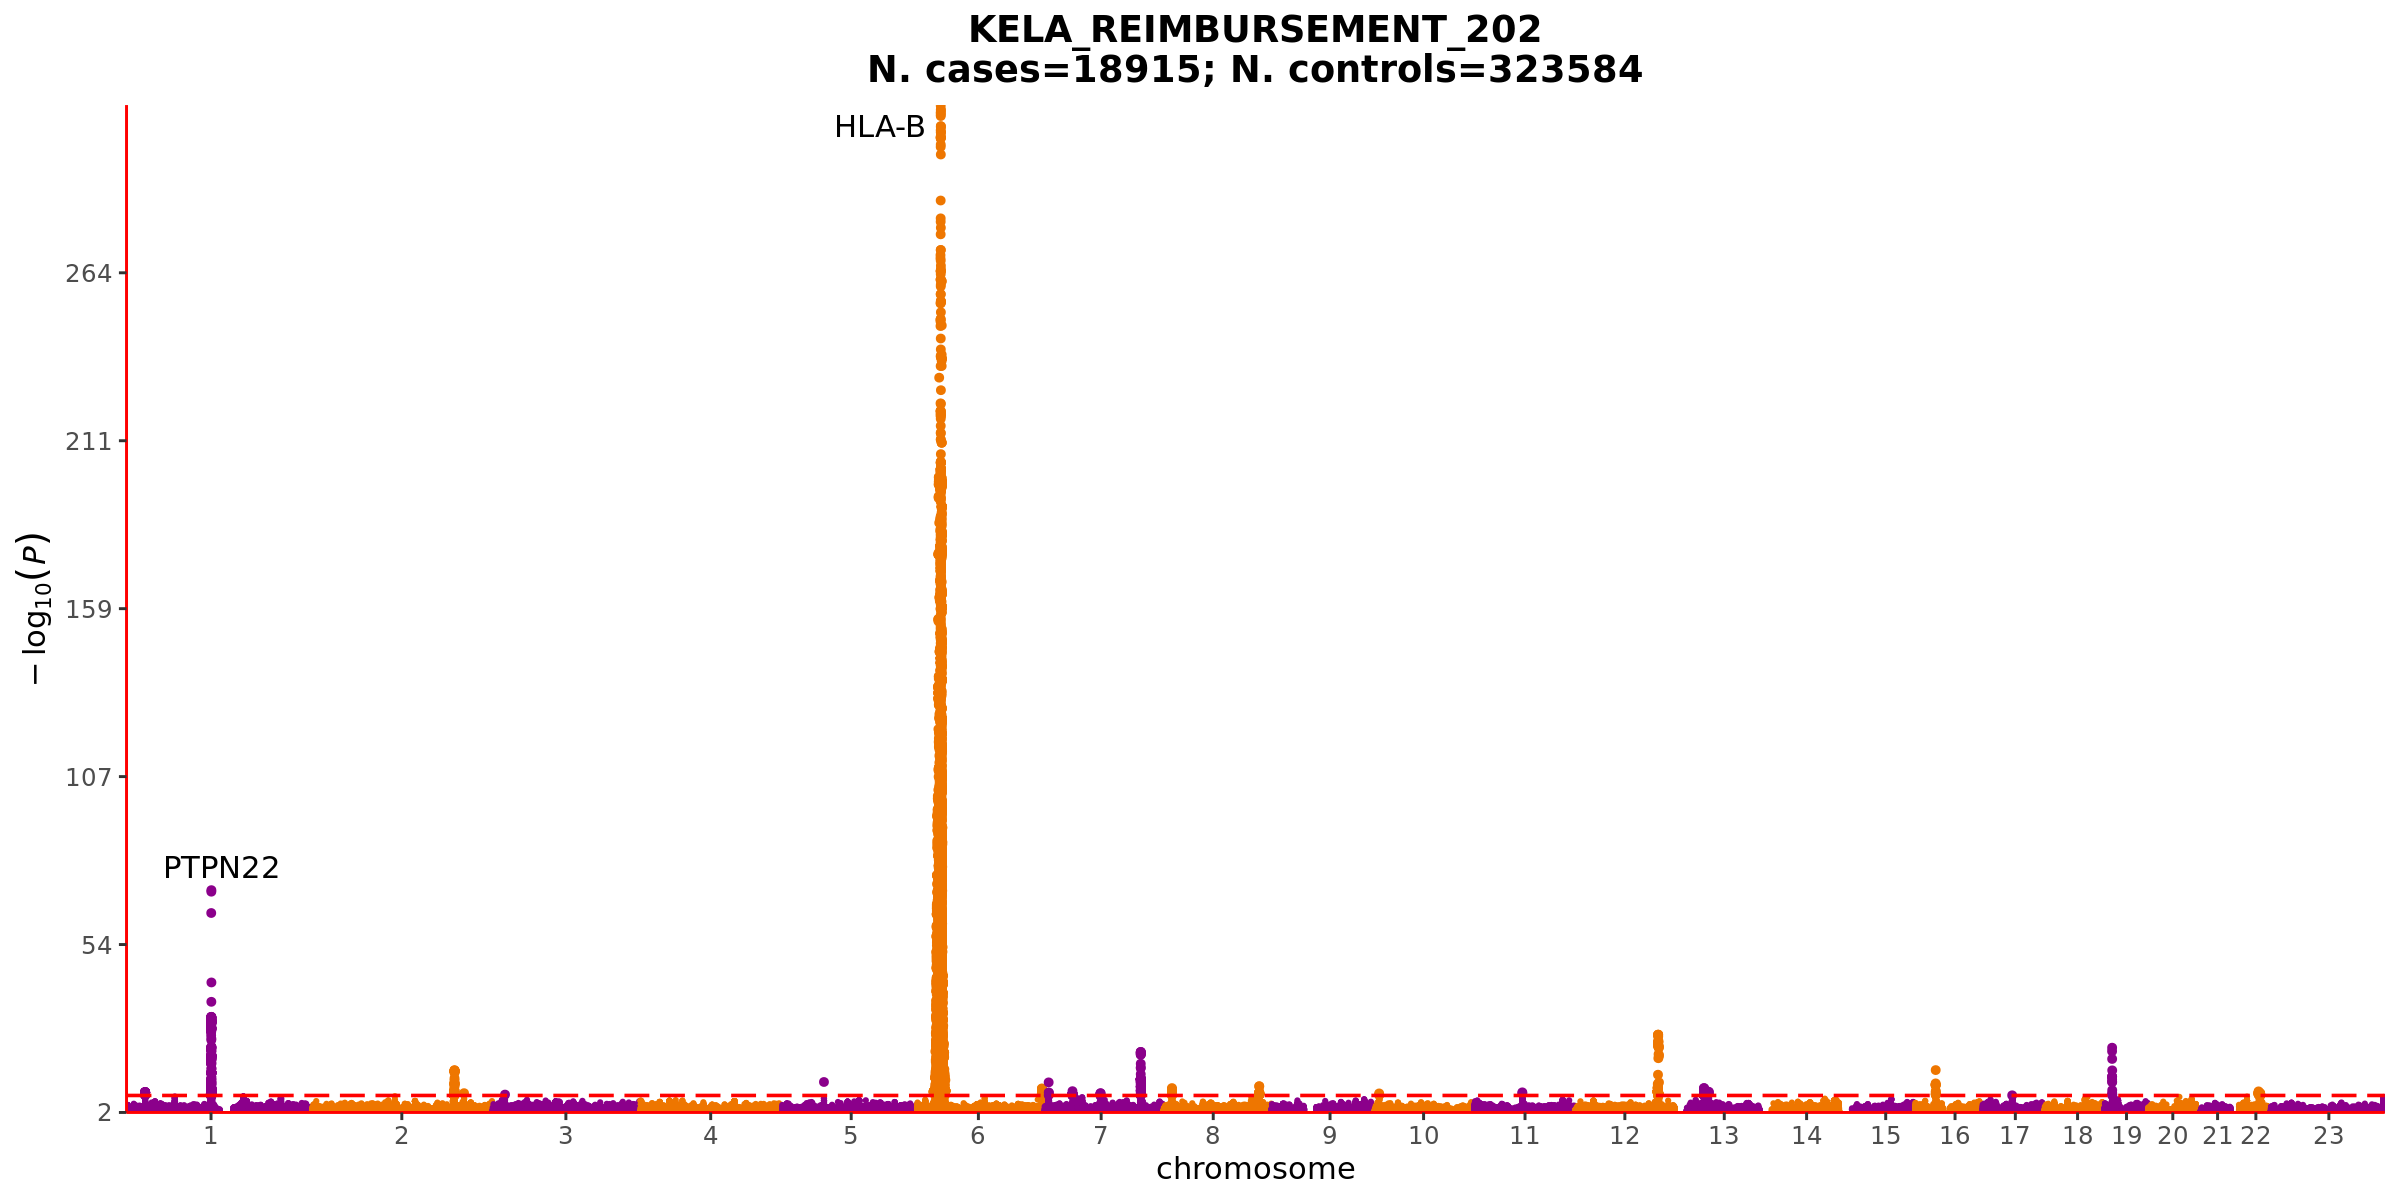 KELA_REIMBURSEMENT_202
N. cases=18915; N. controls=323584
HLA-B
PTPN22
264
211
159
107
54
2
−log₁₀(P)
1 2 3 4 5 6 7 8 9 10 11 12 13 14 15 16 17 18 19 20 21 22 23
chromosome